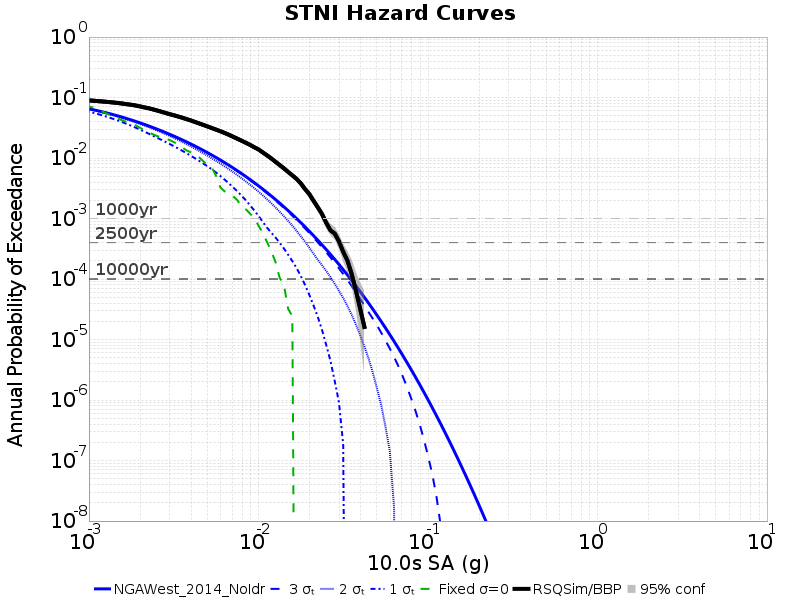 STNI Hazard Curves
Annual Probability of Exceedance
10^0
10^-1
10^-2
10^-3
10^-4
10^-5
10^-6
10^-7
10^-8
1000yr
2500yr
10000yr
10^-3 10^-2 10^-1 10^0 10^1
10.0s SA (g)
NGAWest_2014_NoIdr 3 σₜ 2 σₜ 1 σₜ Fixed σ=0 RSQSim/BBP 95% conf